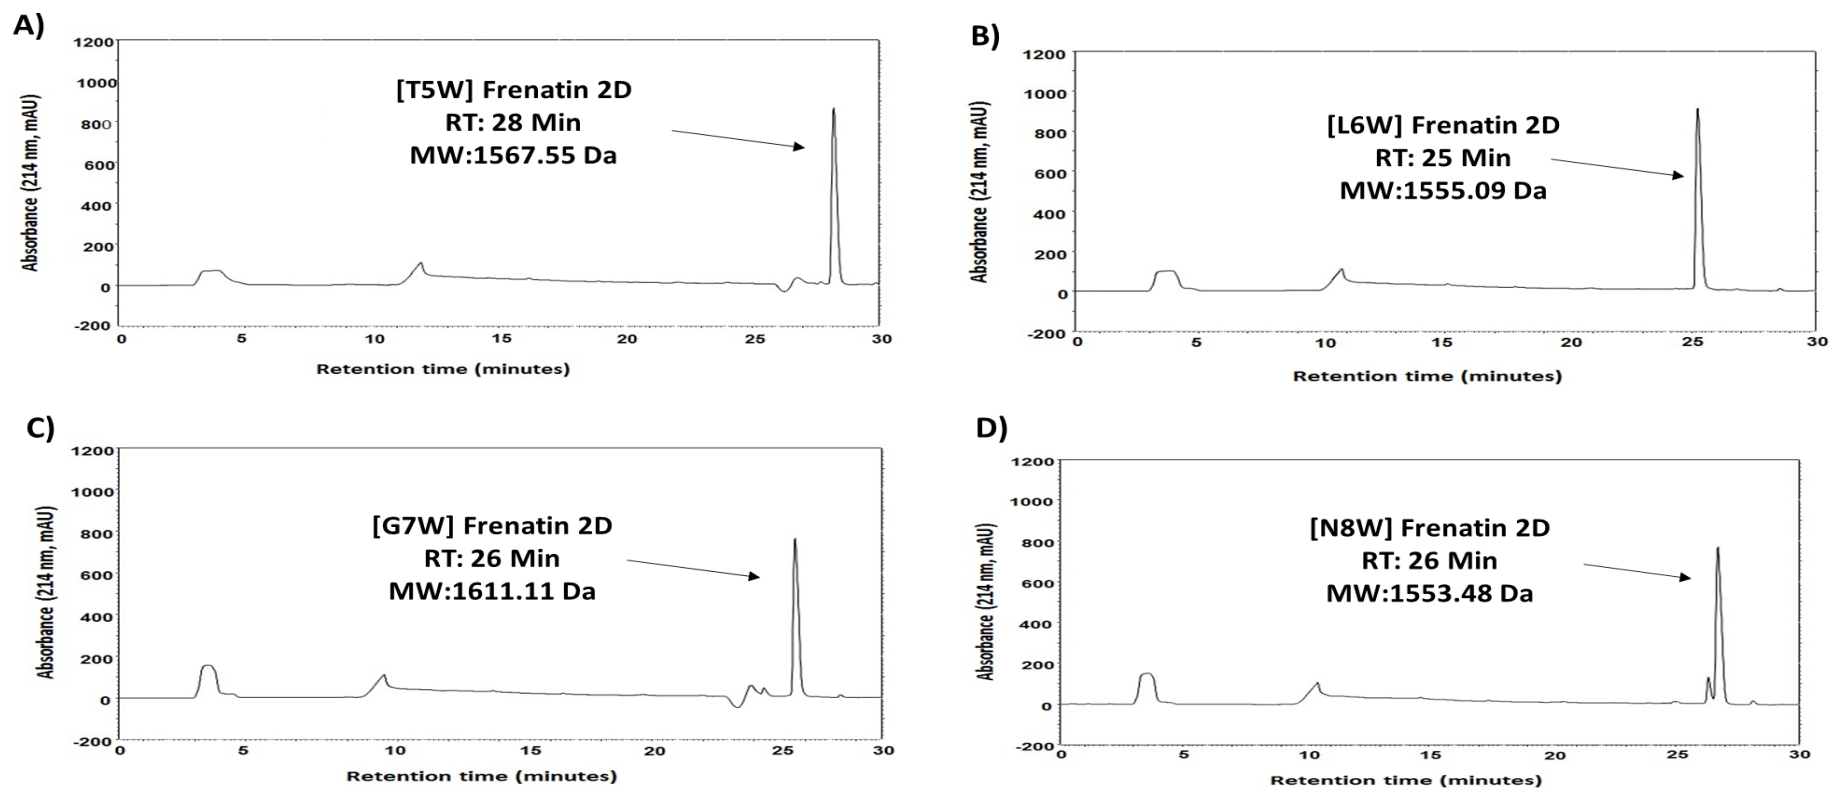 A)
1200
1000
800
600
400
200
0
-200
Absorbance (214 nm, mAU)
[T5W] Frenatin 2D
RT: 28 Min
MW:1567.55 Da
0 5 10 15 20 25 30
Retention time (minutes)
B)
1200
1000
800
600
400
200
0
-200
Absorbance (214 nm, mAU)
[L6W] Frenatin 2D
RT: 25 Min
MW:1555.09 Da
0 5 10 15 20 25 30
Retention time (minutes)
C)
1200
1000
800
600
400
200
0
-200
Absorbance (214 nm, mAU)
[G7W] Frenatin 2D
RT: 26 Min
MW:1611.11 Da
0 5 10 15 20 25 30
Retention time (minutes)
D)
1200
1000
800
600
400
200
0
-200
Absorbance (214 nm, mAU)
[N8W] Frenatin 2D
RT: 26 Min
MW:1553.48 Da
0 5 10 15 20 25 30
Retention time (minutes)